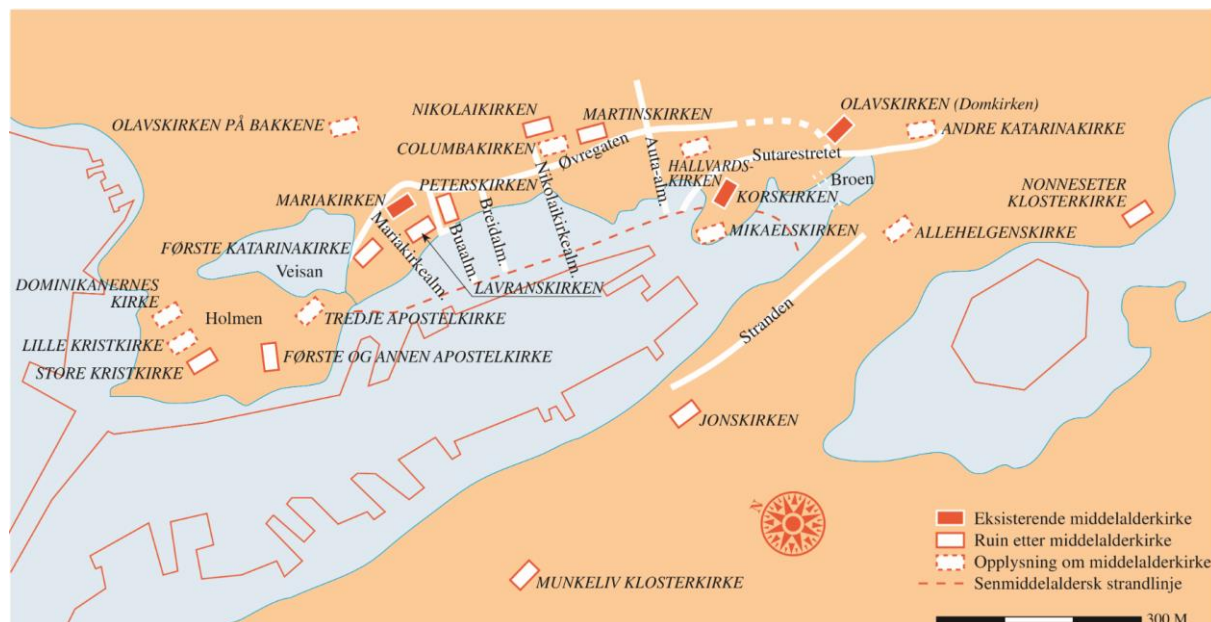 NIKOLAIKIRKEN
MARTINSKIRKEN
OLAVSKIRKEN (Domkirken)
OLAVSKIRKEN PÅ BAKKENE
ANDRE KATARINAKIRKE
COLUMBAKIRKEN
Øvregaten
Auta-alm.
HALLVARDS-
KIRKEN
Sutarestretet
Broen
PETERSKIRKEN
Nikolaikirkealm.
MARIAKIRKEN
KORSKIRKEN
NONNESETER
KLOSTERKIRKE
Mariakirkealm.
Buaalm.
Breidalm.
MIKAELSKIRKEN
ALLEHELGENSKIRKE
FØRSTE KATARINAKIRKE
Veisan
LAVRANSKIRKEN
DOMINIKANERNES
KIRKE
Holmen
TREDJE APOSTELKIRKE
Stranden
LILLE KRISTKIRKE
STORE KRISTKIRKE
FØRSTE OG ANNEN APOSTELKIRKE
JONSKIRKEN
N
MUNKELIV KLOSTERKIRKE
Eksisterende middelalderkirke
Ruin etter middelalderkirke
Opplysning om middelalderkirke
Senmiddelaldersk strandlinje
300 M